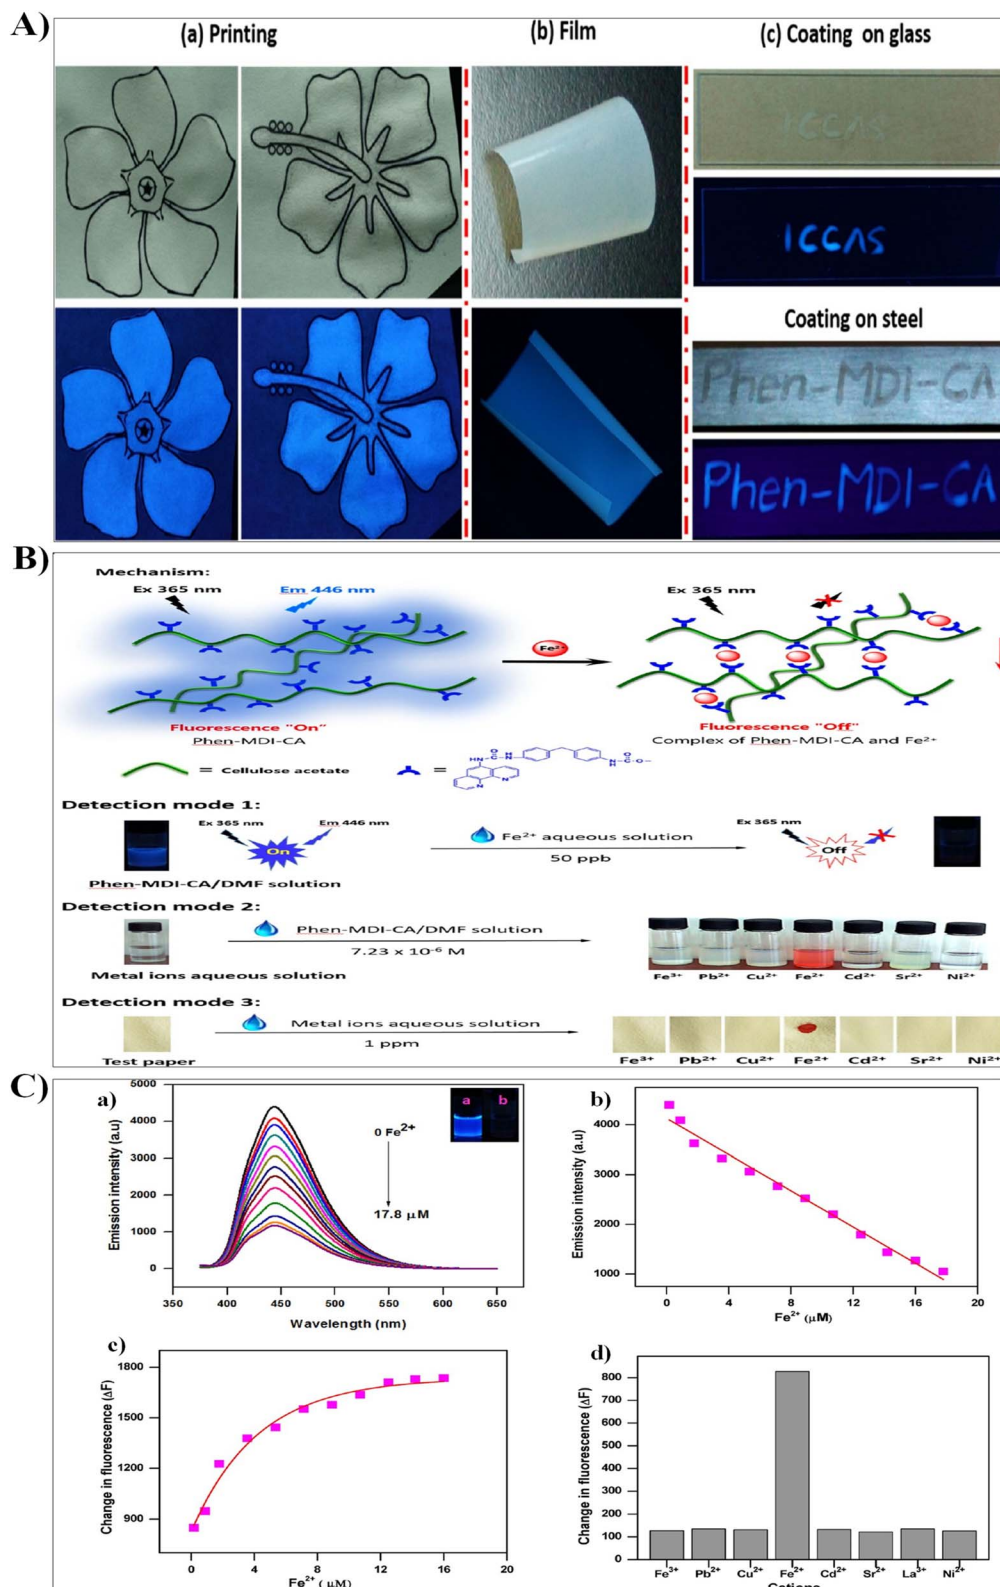 A)
(a) Printing
(b) Film
(c) Coating on glass
ICCAS
ICCAS
Coating on steel
Phen-MDI-CA
Phen-MDI-CA
B)
Mechanism:
Ex 365 nm
Em 446 nm
Fe²⁺
Ex 365 nm
Fluorescence "On"
Phen-MDI-CA
Fluorescence "Off"
Complex of Phen-MDI-CA and Fe²⁺
= Cellulose acetate
=
Detection mode 1:
Ex 365 nm
Em 446 nm
On
Fe²⁺ aqueous solution
50 ppb
Ex 365 nm
Off
Phen-MDI-CA/DMF solution
Detection mode 2:
Phen-MDI-CA/DMF solution
7.23 x 10⁻⁶ M
Metal ions aqueous solution
Fe³⁺ Pb²⁺ Cu²⁺ Fe²⁺ Cd²⁺ Sr²⁺ Ni²⁺
Detection mode 3:
Metal ions aqueous solution
1 ppm
Test paper
Fe³⁺ Pb²⁺ Cu²⁺ Fe²⁺ Cd²⁺ Sr²⁺ Ni²⁺
C)
a)
Emission intensity (a.u)
5000
4000
3000
2000
1000
0
a b
0 Fe²⁺
17.8 μM
350 400 450 500 550 600 650
Wavelength (nm)
b)
Emission intensity (a.u)
4000
3000
2000
1000
0 4 8 12 16 20
Fe²⁺ (μM)
c)
Change in fluorescence (ΔF)
1800
1500
1200
900
0 4 8 12 16 20
Fe²⁺ (μM)
d)
Change in fluorescence (ΔF)
800
700
600
500
400
300
200
100
0
Fe³⁺ Pb²⁺ Cu²⁺ Fe²⁺ Cd²⁺ Sr²⁺ La³⁺ Ni²⁺
Cations